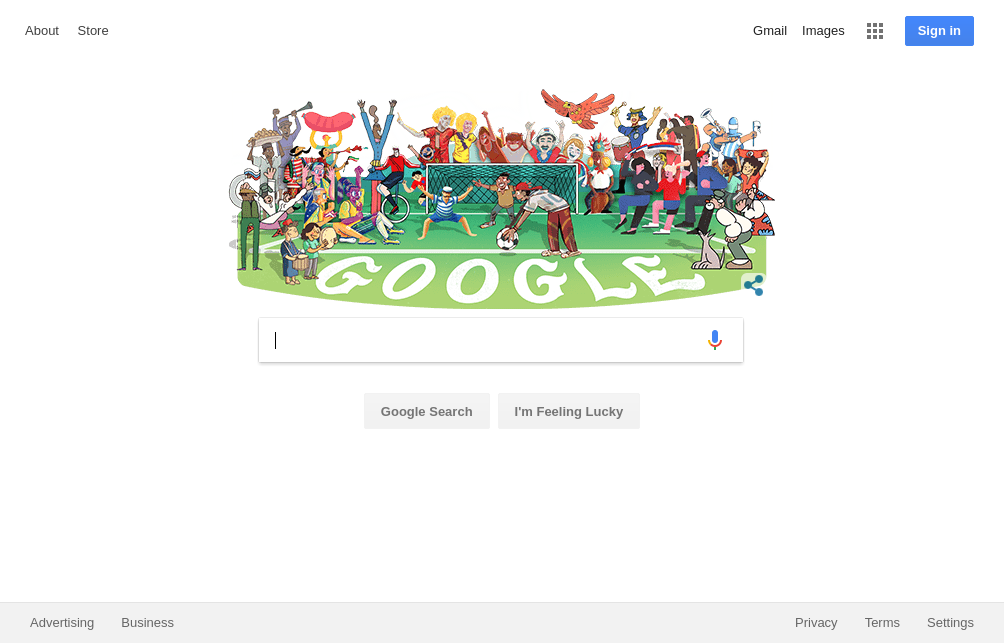 About Store
Gmail Images Sign in
GOOGLE
Google Search I'm Feeling Lucky
Advertising Business
Privacy Terms Settings